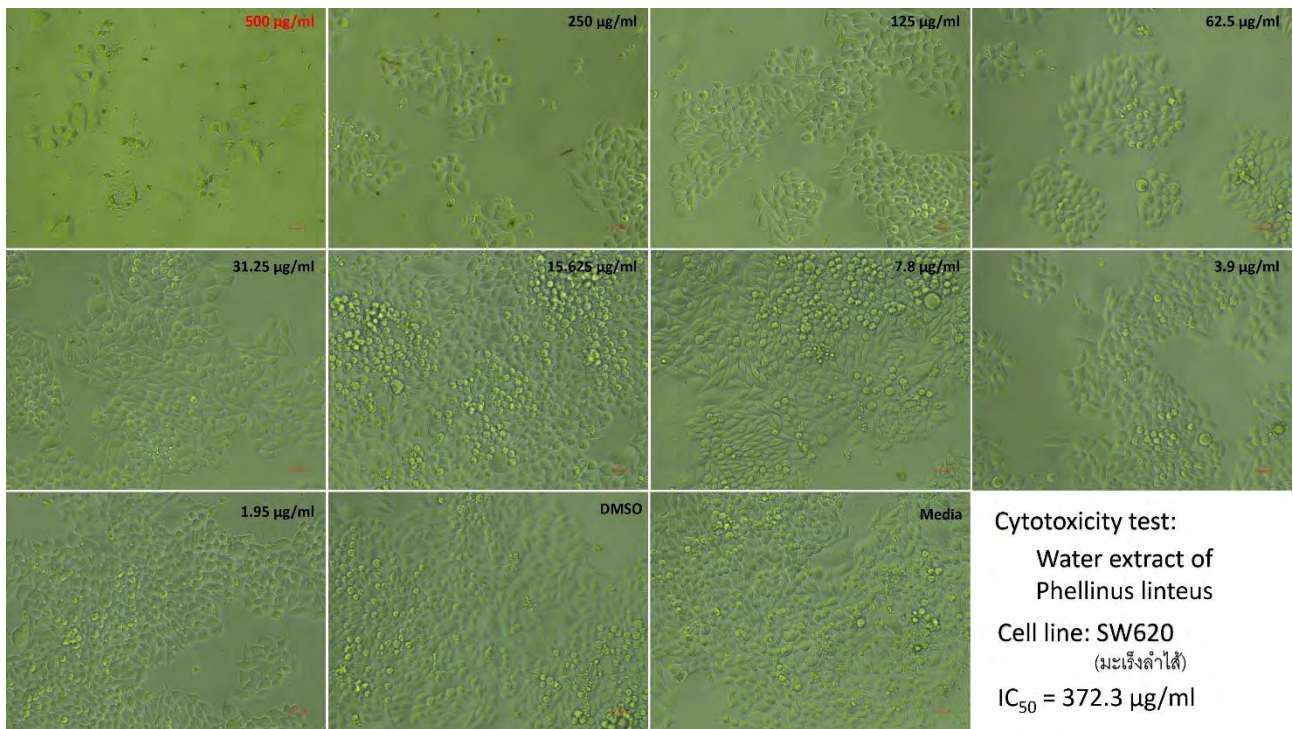 500 µg/ml
250 µg/ml
125 µg/ml
62.5 µg/ml
31.25 µg/ml
15.625 µg/ml
7.8 µg/ml
3.9 µg/ml
1.95 µg/ml
DMSO
Media
Cytotoxicity test:
Water extract of
Phellinus linteus
Cell line: SW620
(มะเร็งลำไส้)
IC50 = 372.3 µg/ml